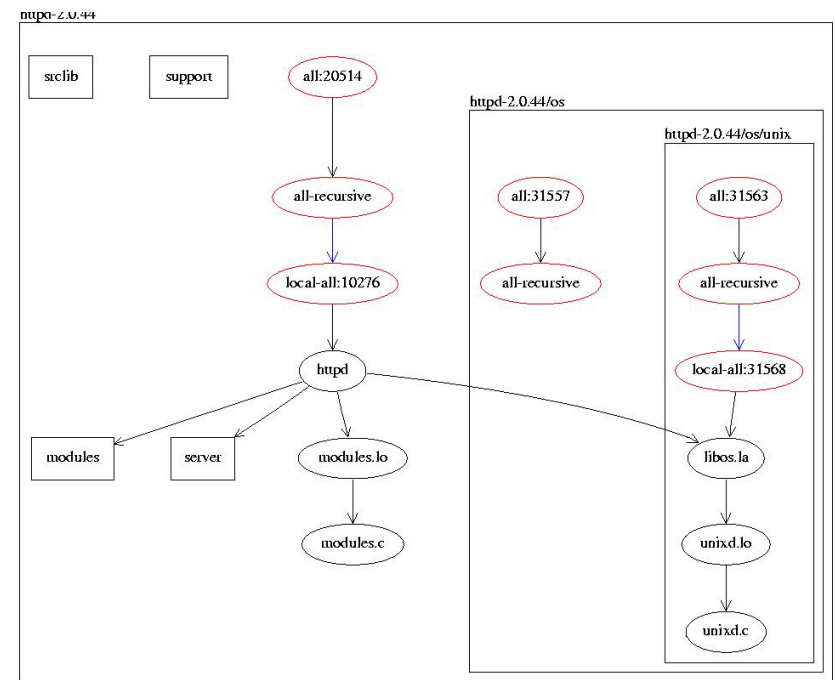 httpd-2.0.44
srclib
support
all:20514
httpd-2.0.44/os
httpd-2.0.44/os/unix
all-recursive
all:31557
all:31563
local-all:10276
all-recursive
all-recursive
httpd
local-all:31568
modules
server
modules.lo
libos.la
modules.c
unixd.lo
unixd.c